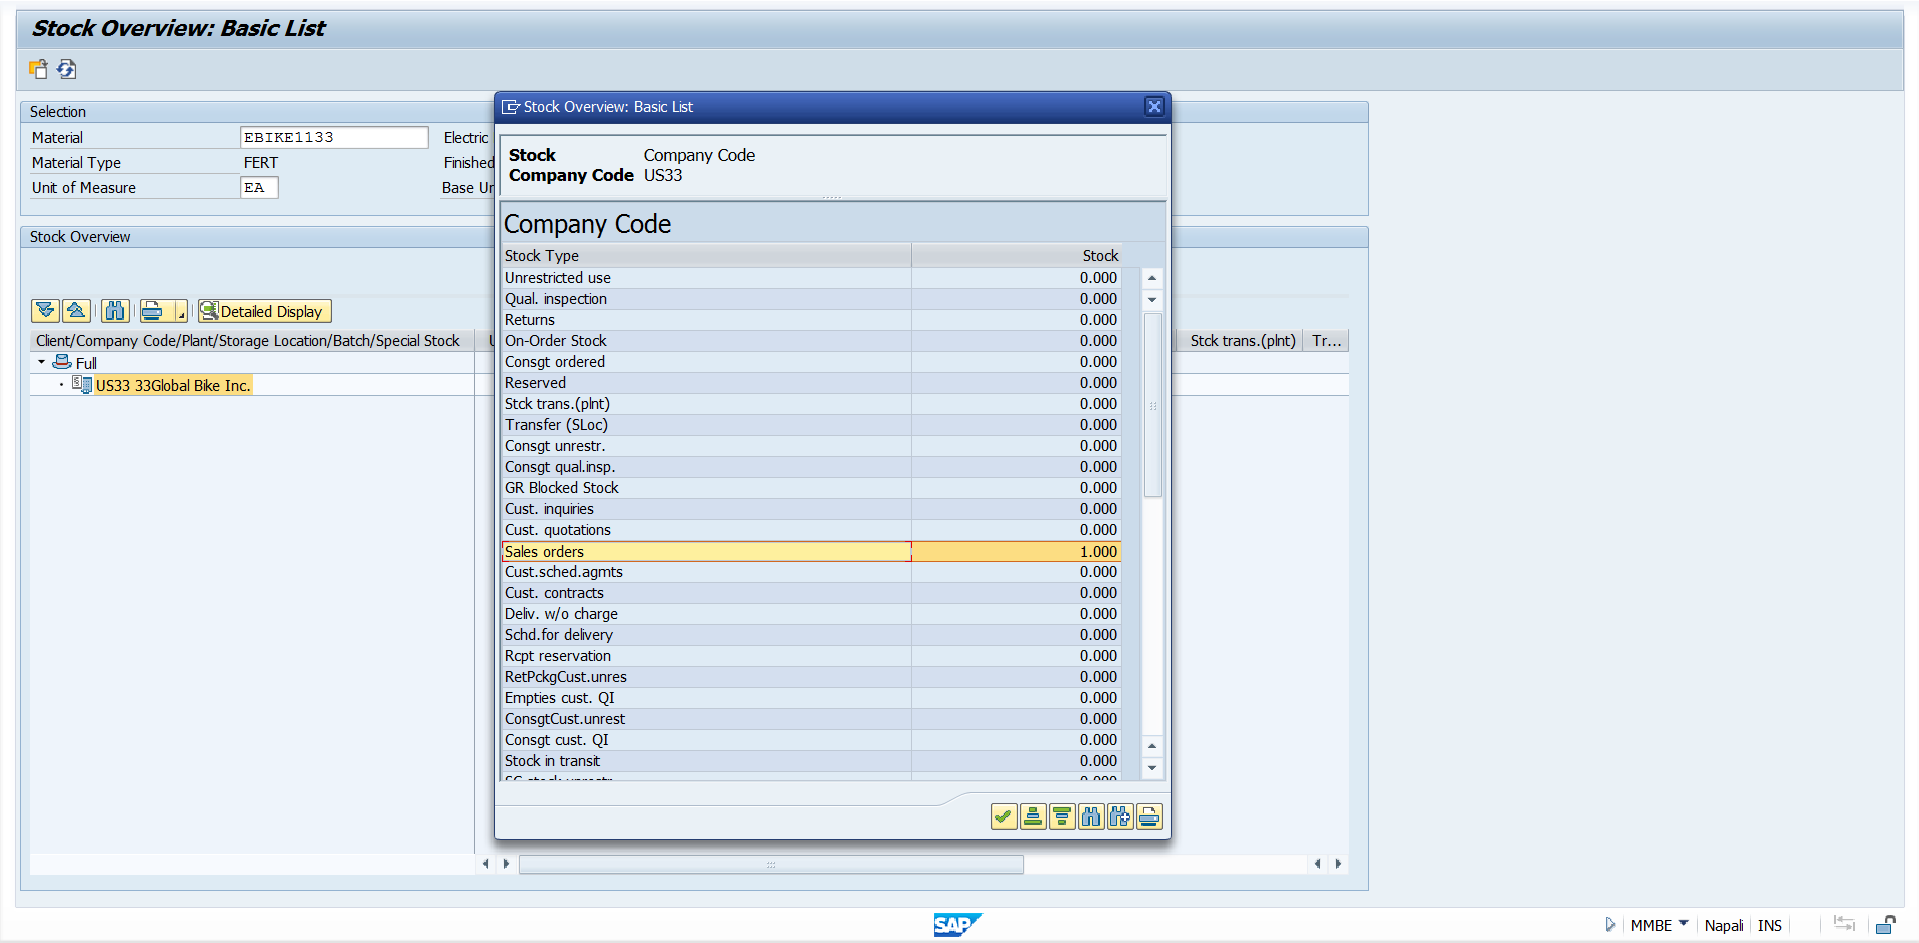 Stock Overview: Basic List
Selection
Material EBIKE1133 Electric
Material Type FERT Finished
Unit of Measure EA Base Un
Stock Overview
Detailed Display
Client/Company Code/Plant/Storage Location/Batch/Special Stock
Stck trans.(plnt) Tr...
Full
US33 33Global Bike Inc.
Stock Overview: Basic List
Stock Company Code
Company Code US33
Company Code
Stock Type Stock
Unrestricted use 0.000
Qual. inspection 0.000
Returns 0.000
On-Order Stock 0.000
Consgt ordered 0.000
Reserved 0.000
Stck trans.(plnt) 0.000
Transfer (SLoc) 0.000
Consgt unrestr. 0.000
Consgt qual.insp. 0.000
GR Blocked Stock 0.000
Cust. inquiries 0.000
Cust. quotations 0.000
Sales orders 1.000
Cust.sched.agmts 0.000
Cust. contracts 0.000
Deliv. w/o charge 0.000
Schd.for delivery 0.000
Rcpt reservation 0.000
RetPckgCust.unres 0.000
Empties cust. QI 0.000
ConsgtCust.unrest 0.000
Consgt cust. QI 0.000
Stock in transit 0.000
SAP
MMBE Napali INS